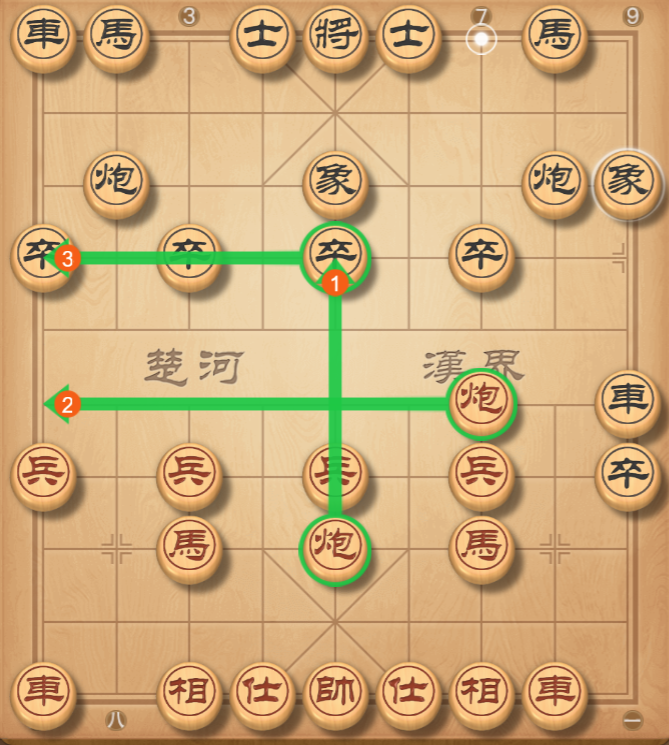 3 7 9
車 馬 士 將 士 馬
炮 象 炮 象
卒 3 卒 卒 卒
1
楚河 漢界
2 炮 車
兵 兵 兵 兵 卒
馬 炮 馬
車 相 仕 帥 仕 相 車
八 一